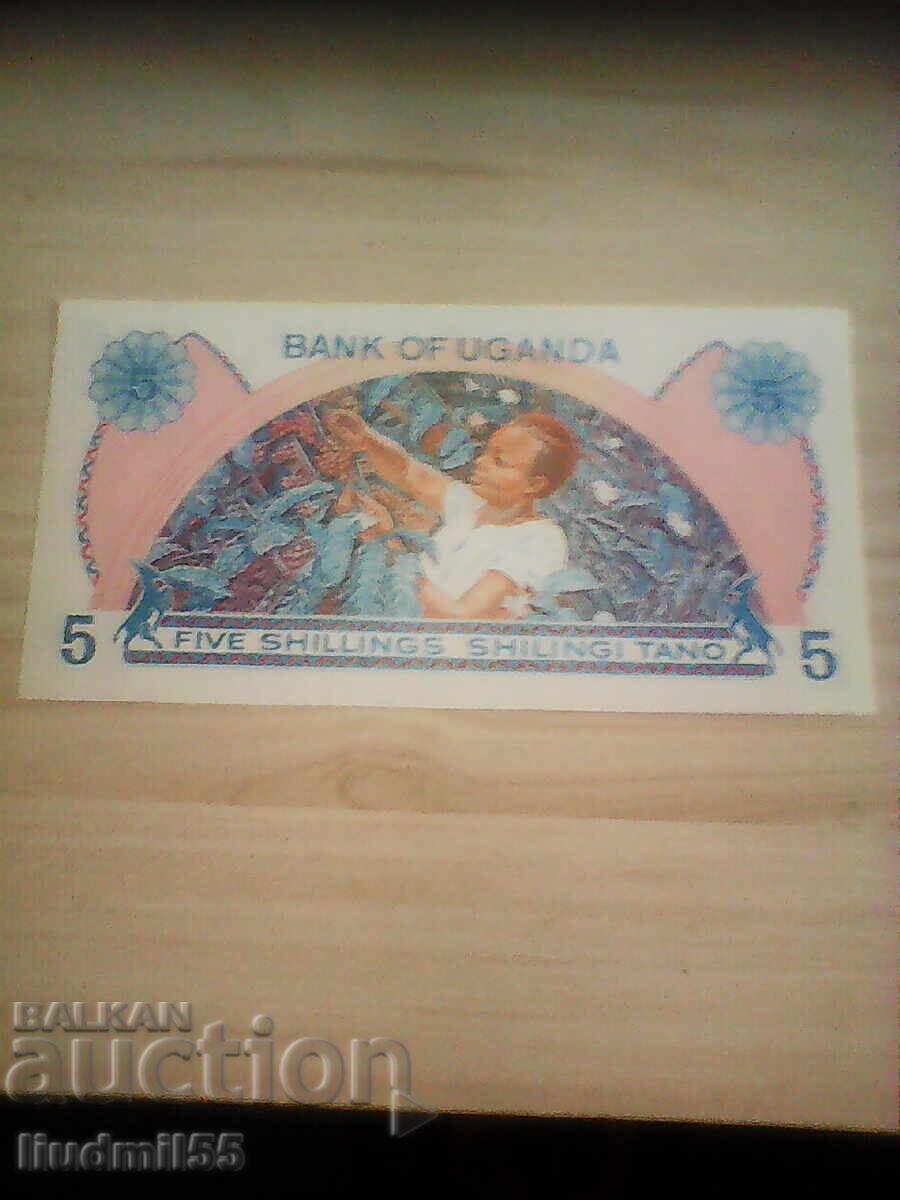 BANK OF UGANDA
5 FIVE SHILLINGS SHILINGI TANO 5
BALKAN
auction
liudmil55